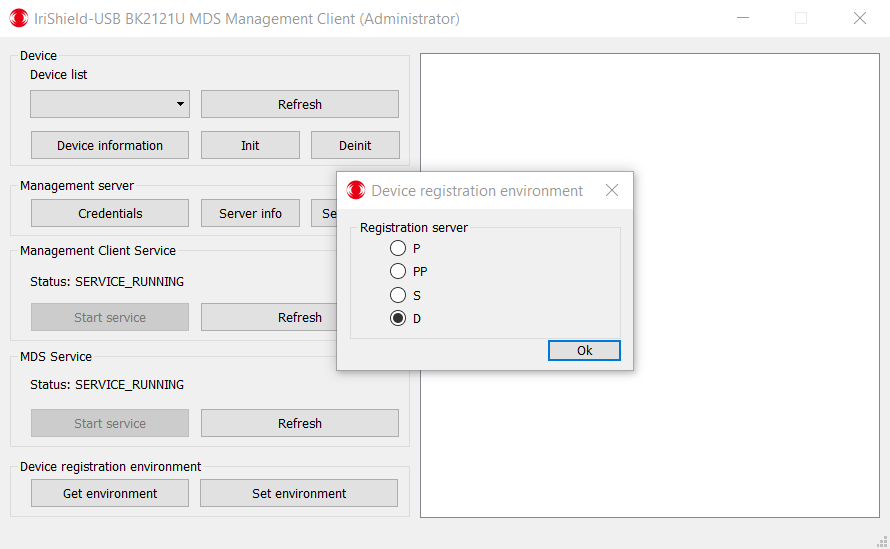 IriShield-USB BK2121U MDS Management Client (Administrator)
Device
Device list
Refresh
Device information
Init
Deinit
Management server
Credentials
Server info
Se
Management Client Service
Status: SERVICE_RUNNING
Start service
Refresh
MDS Service
Status: SERVICE_RUNNING
Start service
Refresh
Device registration environment
Get environment
Set environment
Device registration environment
Registration server
P
PP
S
D
Ok